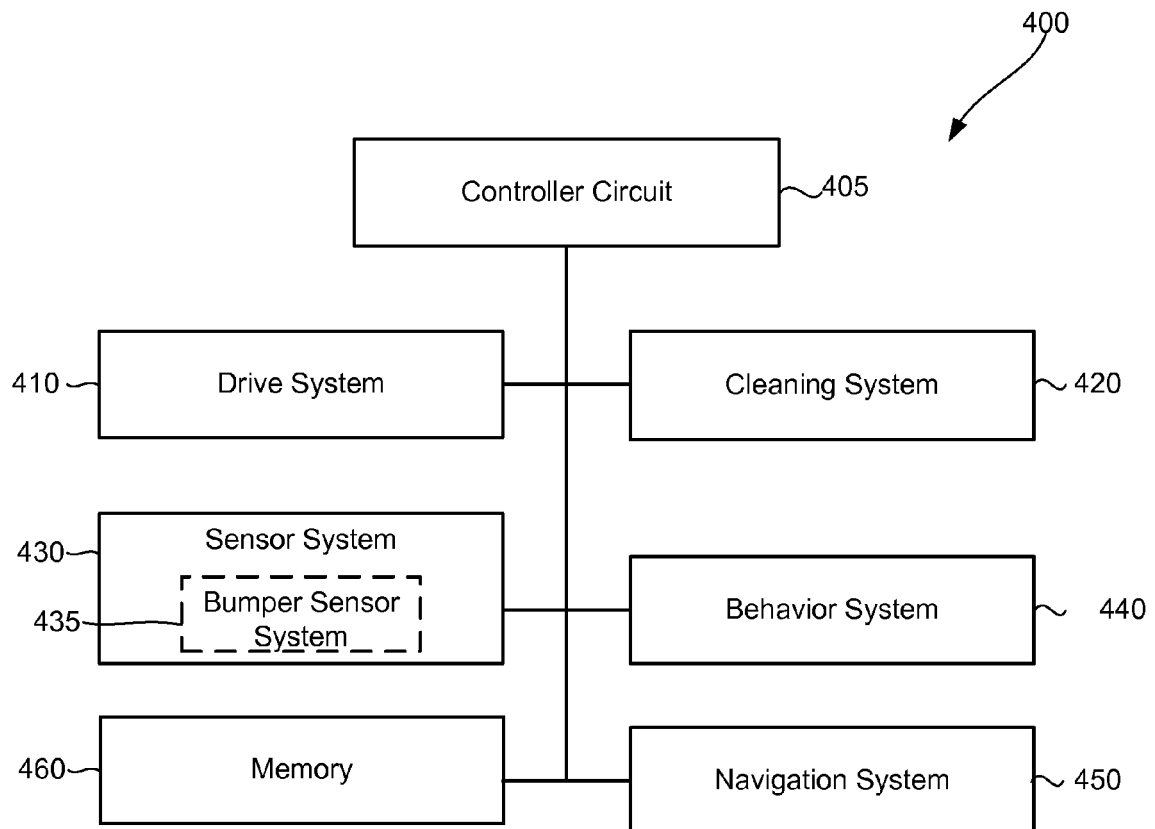 400
Controller Circuit
405
410
Drive System
Cleaning System
420
430
Sensor System
435
Bumper Sensor
System
Behavior System
440
460
Memory
Navigation System
450